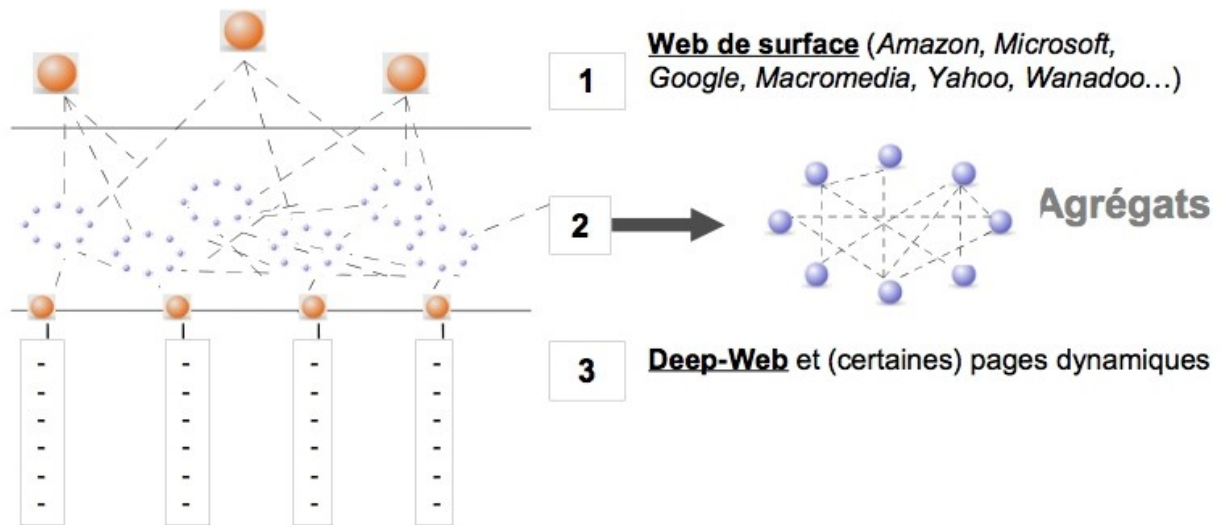 1
Web de surface (Amazon, Microsoft,
Google, Macromedia, Yahoo, Wanadoo…)
2
Agrégats
3
Deep-Web et (certaines) pages dynamiques
- - - -
- - - -
- - - -
- - - -
- - - -
- - - -